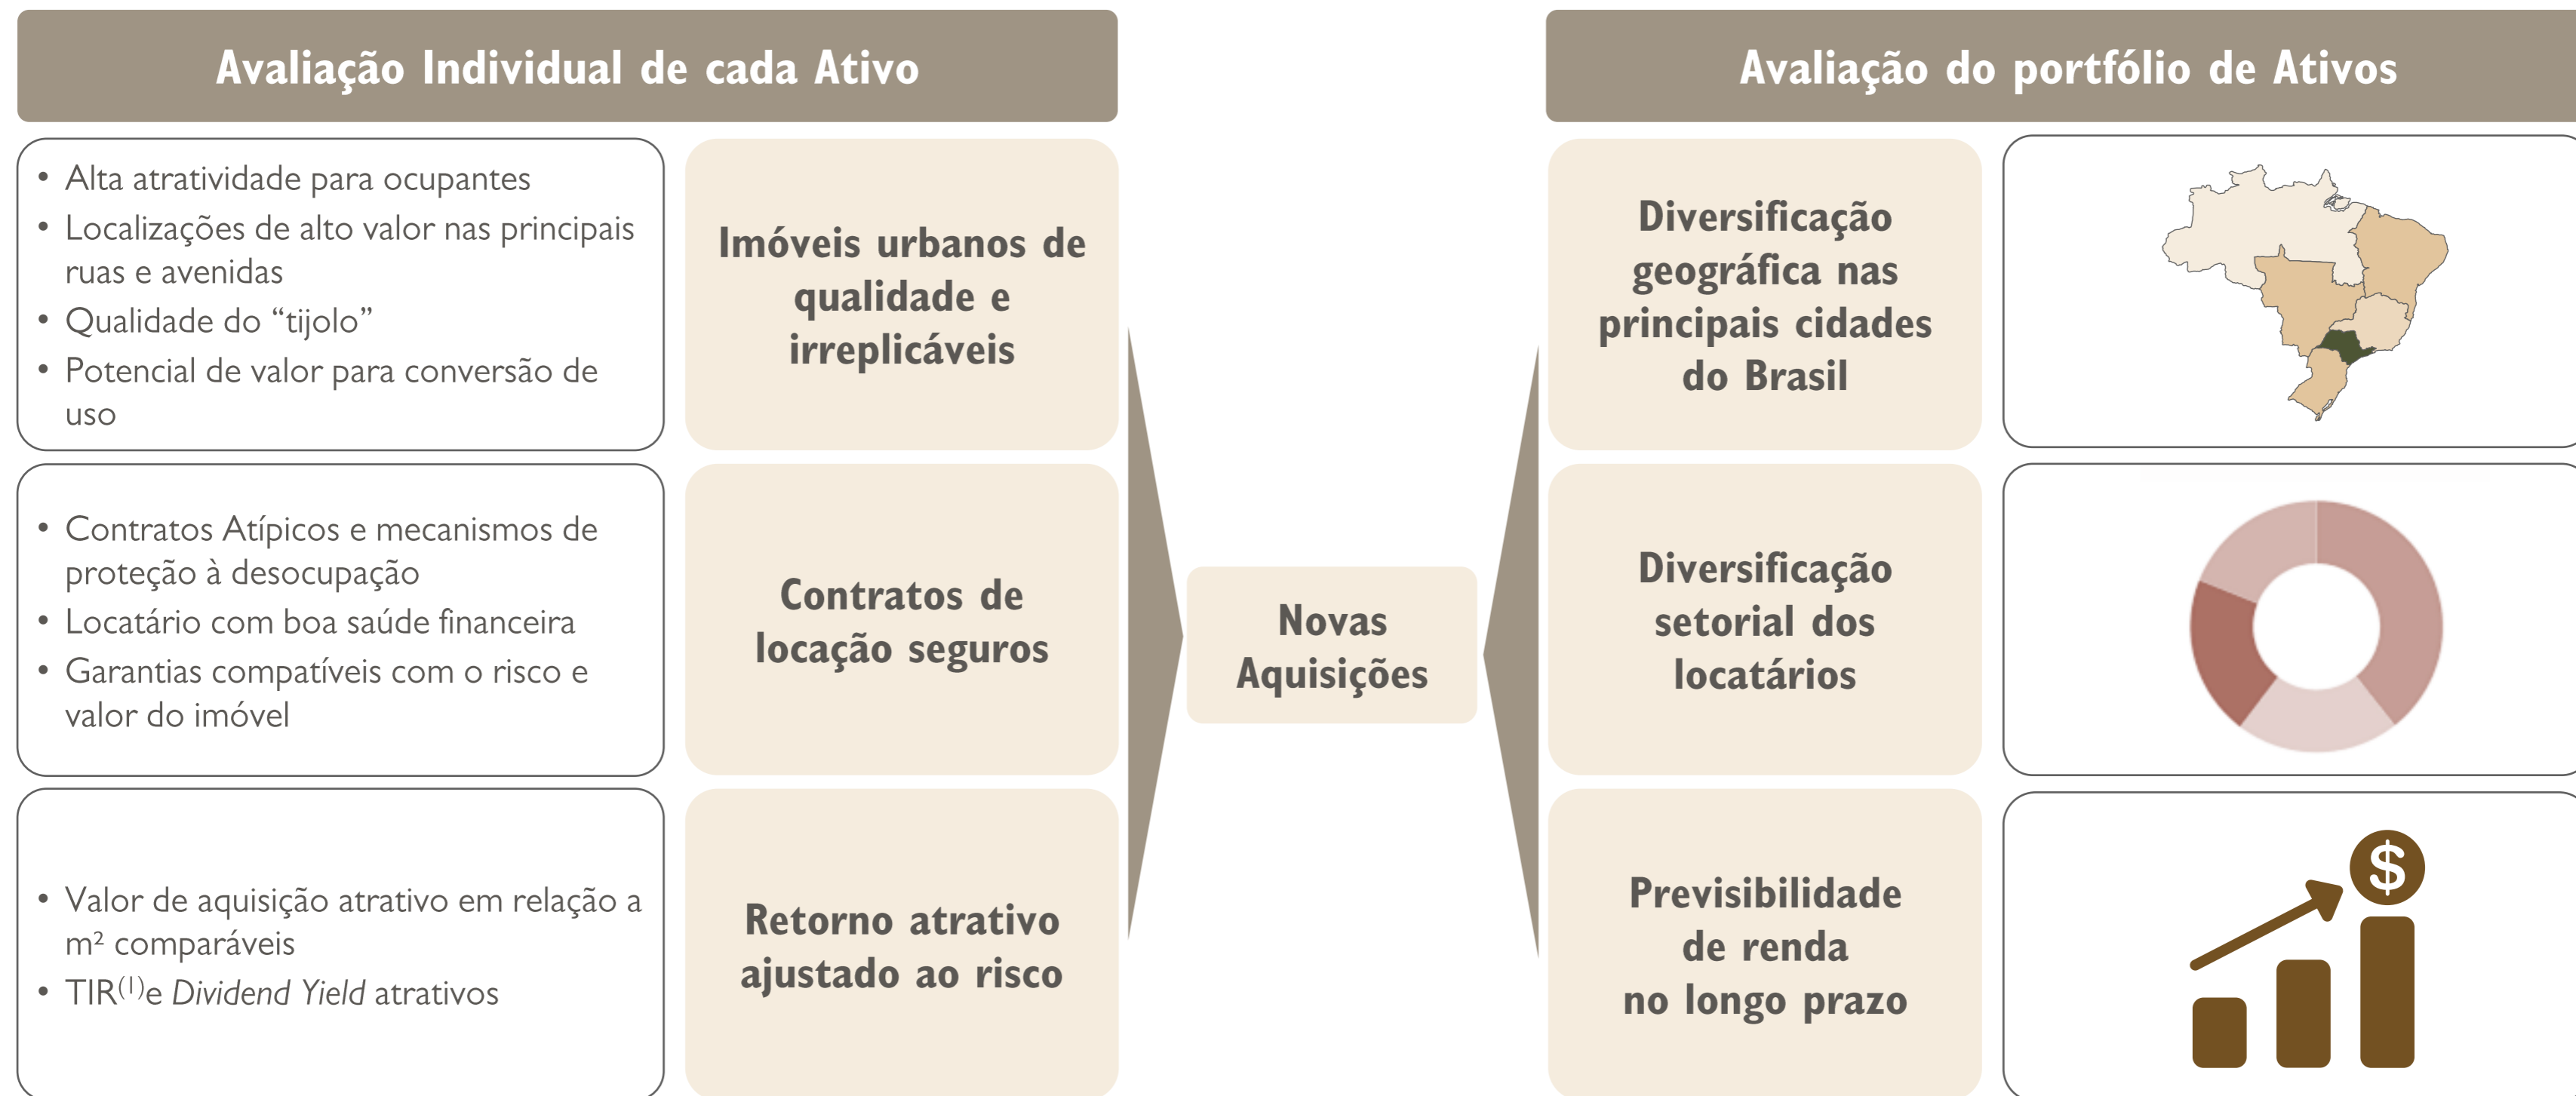 Avaliação Individual de cada Ativo
• Alta atratividade para ocupantes
• Localizações de alto valor nas principais
ruas e avenidas
• Qualidade do “tijolo”
• Potencial de valor para conversão de
uso
Imóveis urbanos de
qualidade e
irreplicáveis
• Contratos Atípicos e mecanismos de
proteção à desocupação
• Locatário com boa saúde financeira
• Garantias compatíveis com o risco e
valor do imóvel
Contratos de
locação seguros
• Valor de aquisição atrativo em relação a
m² comparáveis
• TIR⁽¹⁾e Dividend Yield atrativos
Retorno atrativo
ajustado ao risco
Novas
Aquisições
Avaliação do portfólio de Ativos
Diversificação
geográfica nas
principais cidades
do Brasil
Diversificação
setorial dos
locatários
Previsibilidade
de renda
no longo prazo
$